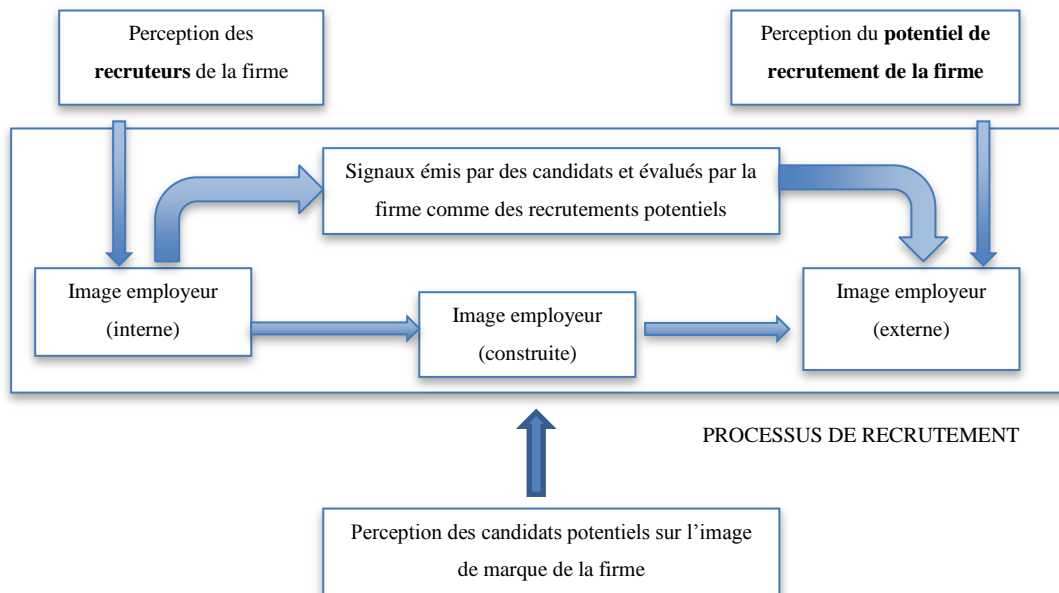 Perception des
recruteurs de la firme
Perception du potentiel de
recrutement de la firme
Signaux émis par des candidats et évalués par la
firme comme des recrutements potentiels
Image employeur
(interne)
Image employeur
(construite)
Image employeur
(externe)
PROCESSUS DE RECRUTEMENT
Perception des candidats potentiels sur l’image
de marque de la firme